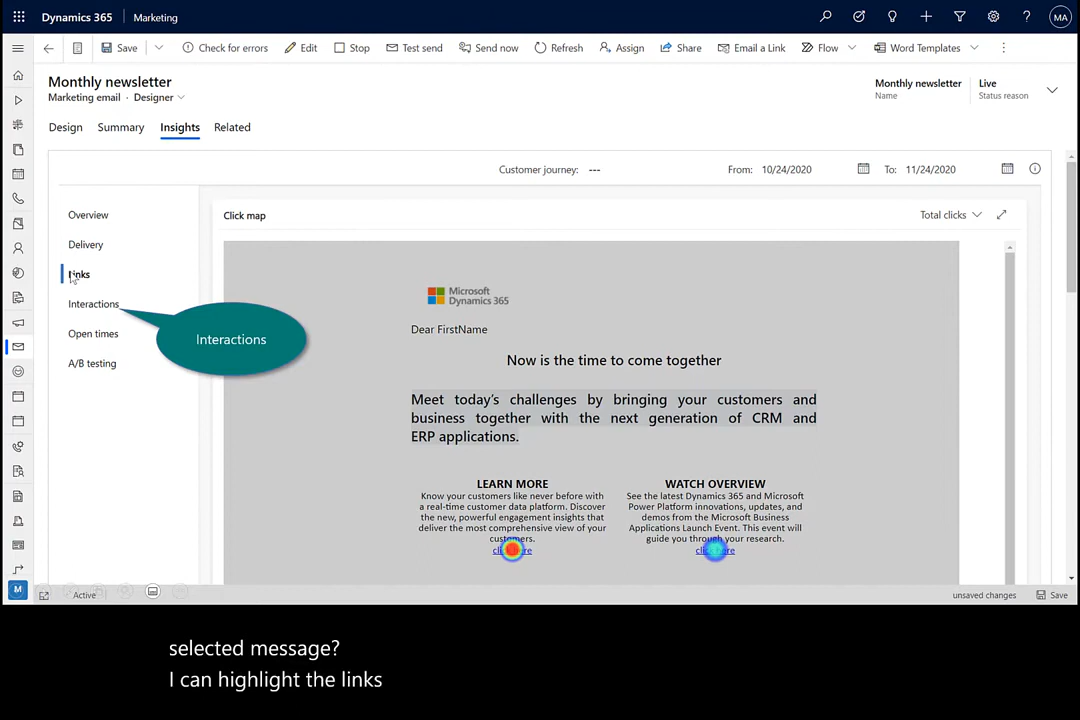 Dynamics 365 Marketing MA
Save Check for errors Edit Stop Test send Send now Refresh Assign Share Email a Link Flow Word Templates
Monthly newsletter
Marketing email · Designer
Monthly newsletter Live
Name Status reason
Design Summary Insights Related
Customer journey: --- From: 10/24/2020 To: 11/24/2020
Overview
Delivery
Links
Interactions
Open times
A/B testing
Interactions
Click map Total clicks
Microsoft
Dynamics 365
Dear FirstName
Now is the time to come together
Meet today's challenges by bringing your customers and
business together with the next generation of CRM and
ERP applications.
LEARN MORE
Know your customers like never before with
a real-time customer data platform. Discover
the new, powerful engagement insights that
deliver the most comprehensive view of your
customers.
click here
WATCH OVERVIEW
See the latest Dynamics 365 and Microsoft
Power Platform innovations, updates, and
demos from the Microsoft Business
Applications Launch Event. This event will
guide you through your research.
click here
M Active unsaved changes Save
selected message?
I can highlight the links